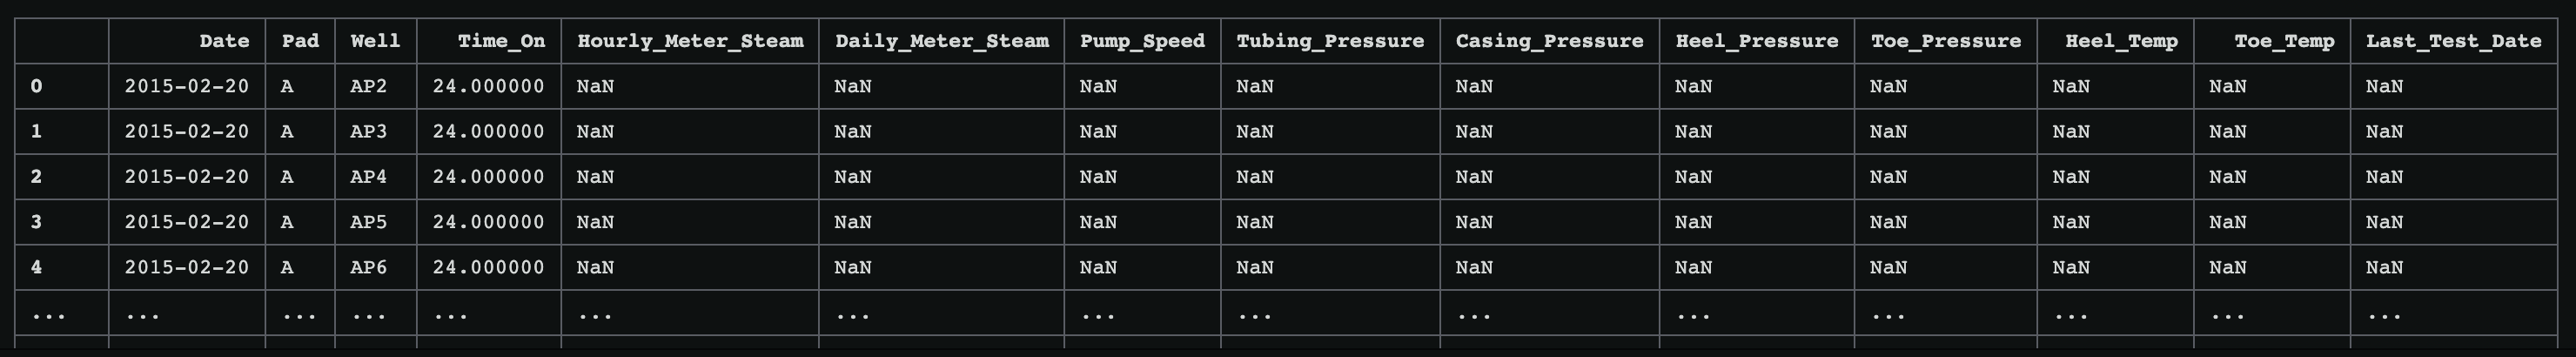 Date Pad Well Time_On Hourly_Meter_Steam Daily_Meter_Steam Pump_Speed Tubing_Pressure Casing_Pressure Heel_Pressure Toe_Pressure Heel_Temp Toe_Temp Last_Test_Date
0 2015-02-20 A AP2 24.000000 NaN NaN NaN NaN NaN NaN NaN NaN NaN NaN
1 2015-02-20 A AP3 24.000000 NaN NaN NaN NaN NaN NaN NaN NaN NaN NaN
2 2015-02-20 A AP4 24.000000 NaN NaN NaN NaN NaN NaN NaN NaN NaN NaN
3 2015-02-20 A AP5 24.000000 NaN NaN NaN NaN NaN NaN NaN NaN NaN NaN
4 2015-02-20 A AP6 24.000000 NaN NaN NaN NaN NaN NaN NaN NaN NaN NaN
... ... ... ... ... ... ... ... ... ... ... ... ... ... ...